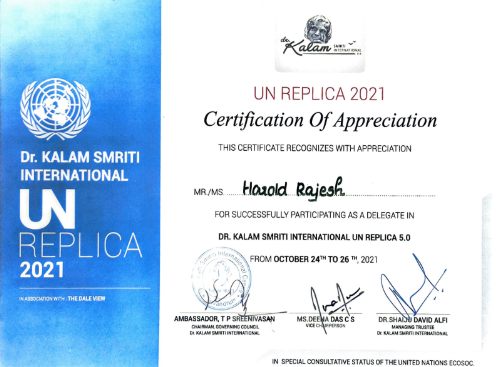 dr. Kalam SMRITI INTERNATIONAL
UN REPLICA 2021
Certification Of Appreciation
THIS CERTIFICATE RECOGNIZES WITH APPRECIATION
MR./MS. Harold Rajesh
FOR SUCCESSFULLY PARTICIPATING AS A DELEGATE IN
DR. KALAM SMRITI INTERNATIONAL UN REPLICA 5.0
FROM OCTOBER 24TH TO 26 TH, 2021
Dr. KALAM SMRITI
INTERNATIONAL
UN
REPLICA
2021
IN ASSOCIATION WITH : THE DALE VIEW
AMBASSADOR, T P SREENIVASAN
CHAIRMAN, GOVERNING COUNCIL
Dr. KALAM SMRITI INTERNATIONAL
MS.DEENA DAS C S
VICE CHAIRPERSON
DR.SHAIJU DAVID ALFI
MANAGING TRUSTEE
Dr. KALAM SMRITI INTERNATIONAL
IN SPECIAL CONSULTATIVE STATUS OF THE UNITED NATIONS ECOSOC.